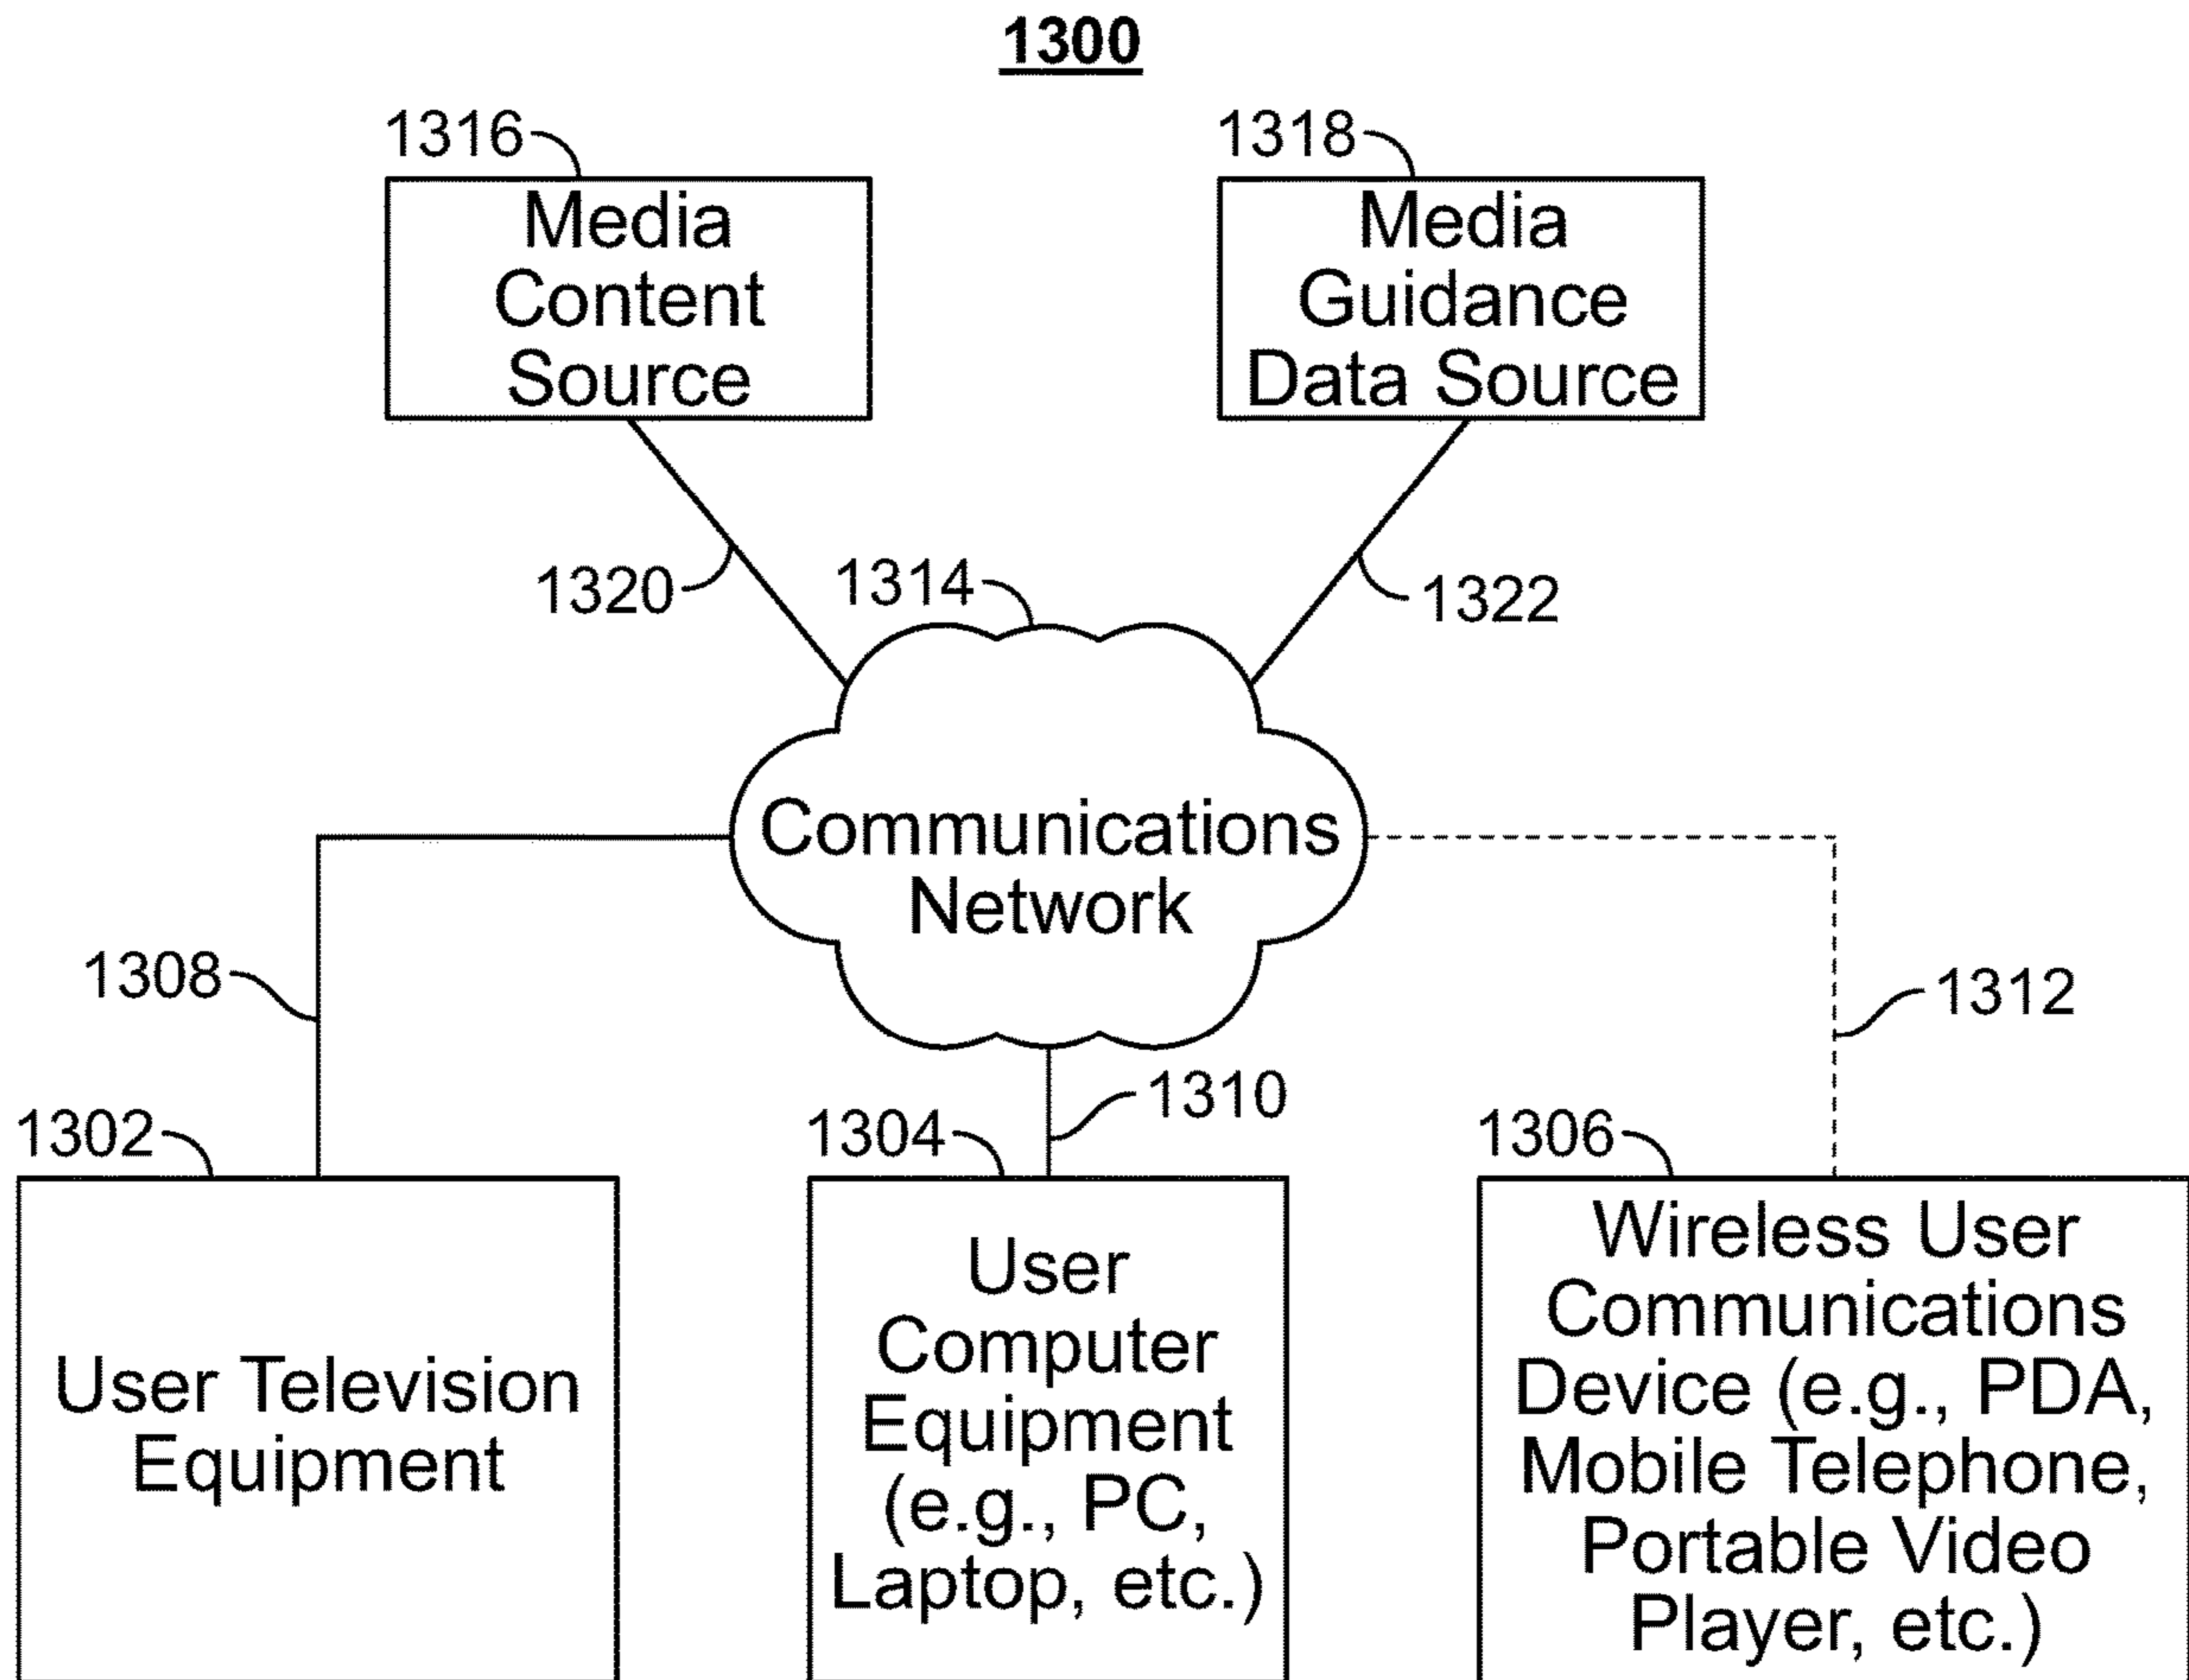 1300
1316
1318
Media
Content
Source
Media
Guidance
Data Source
1320
1314
1322
Communications
Network
1308
1312
1310
1302
1304
1306
User Television
Equipment
User
Computer
Equipment
(e.g., PC,
Laptop, etc.)
Wireless User
Communications
Device (e.g., PDA,
Mobile Telephone,
Portable Video
Player, etc.)